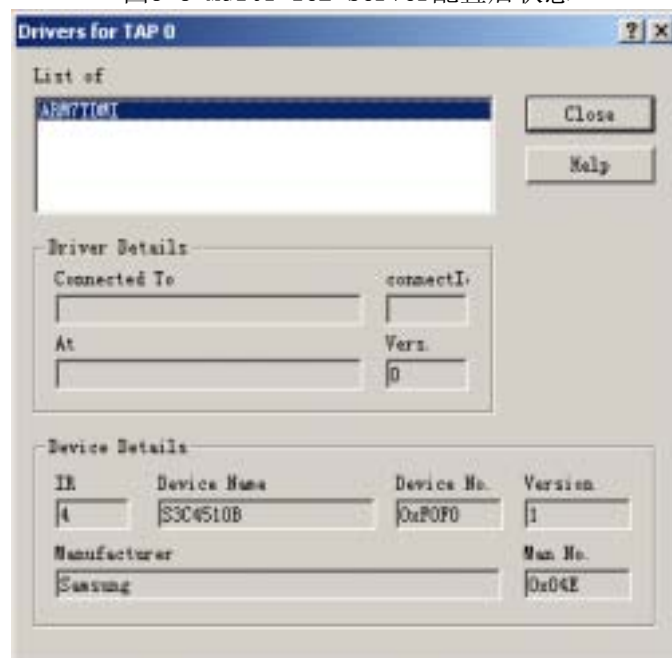 Drivers for TAP 0
List of
ARM7TDMI
Close
Help
Driver Details
Connected To
connectI
At
Vers.
0
Device Details
IR
Device Name
Device No.
Version
4
S3C4510B
0xF0F0
1
Manufacturer
Man No.
Samsung
0x04E